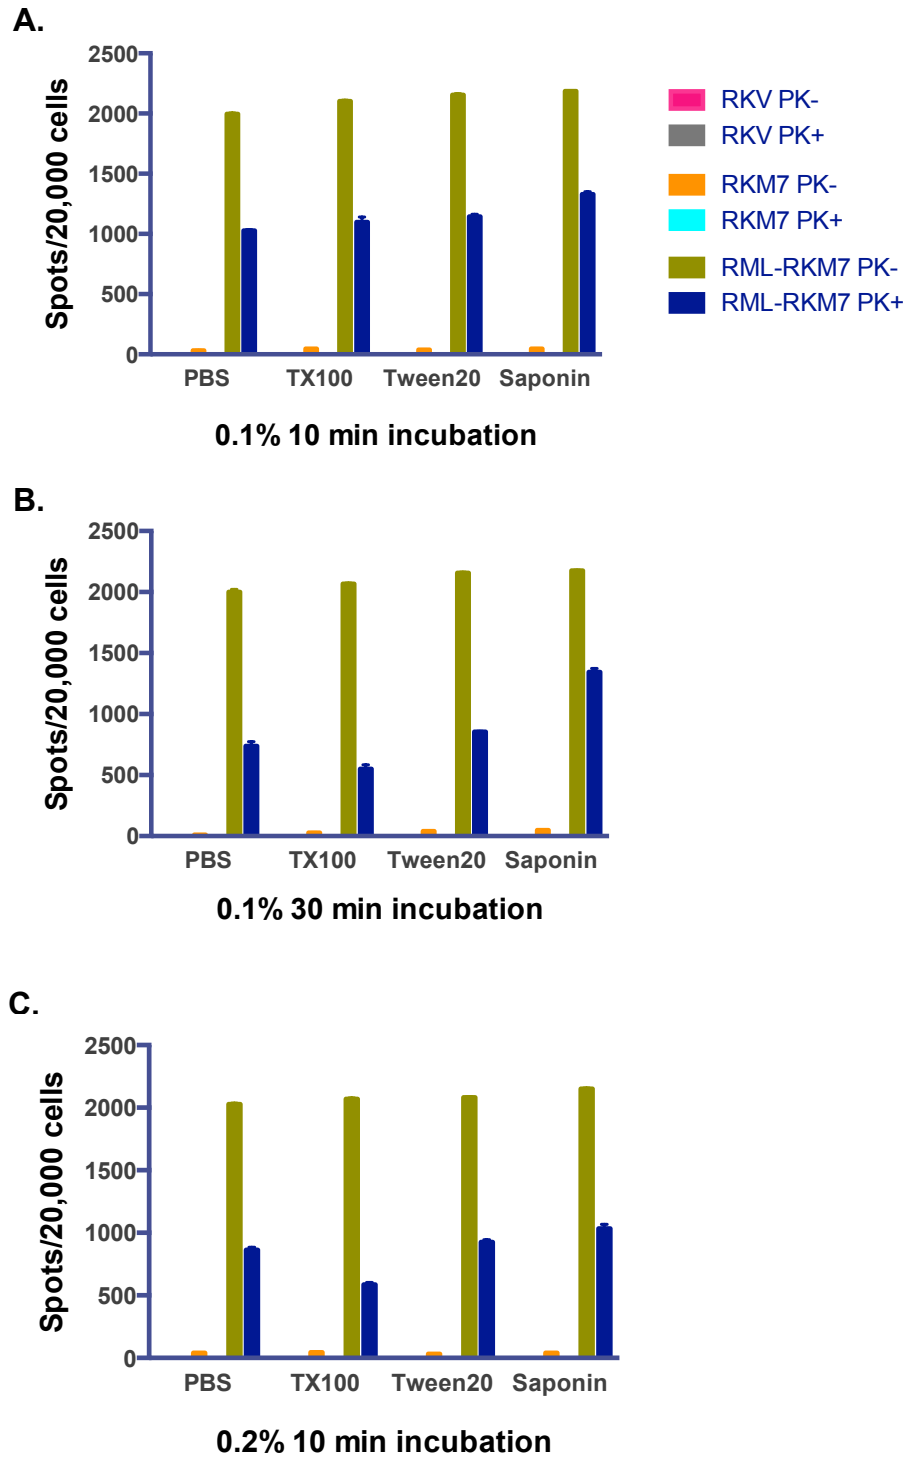 A.
Spots/20,000 cells
2500
2000
1500
1000
500
0
PBS TX100 Tween20 Saponin
0.1% 10 min incubation
RKV PK-
RKV PK+
RKM7 PK-
RKM7 PK+
RML-RKM7 PK-
RML-RKM7 PK+
B.
Spots/20,000 cells
2500
2000
1500
1000
500
0
PBS TX100 Tween20 Saponin
0.1% 30 min incubation
C.
Spots/20,000 cells
2500
2000
1500
1000
500
0
PBS TX100 Tween20 Saponin
0.2% 10 min incubation